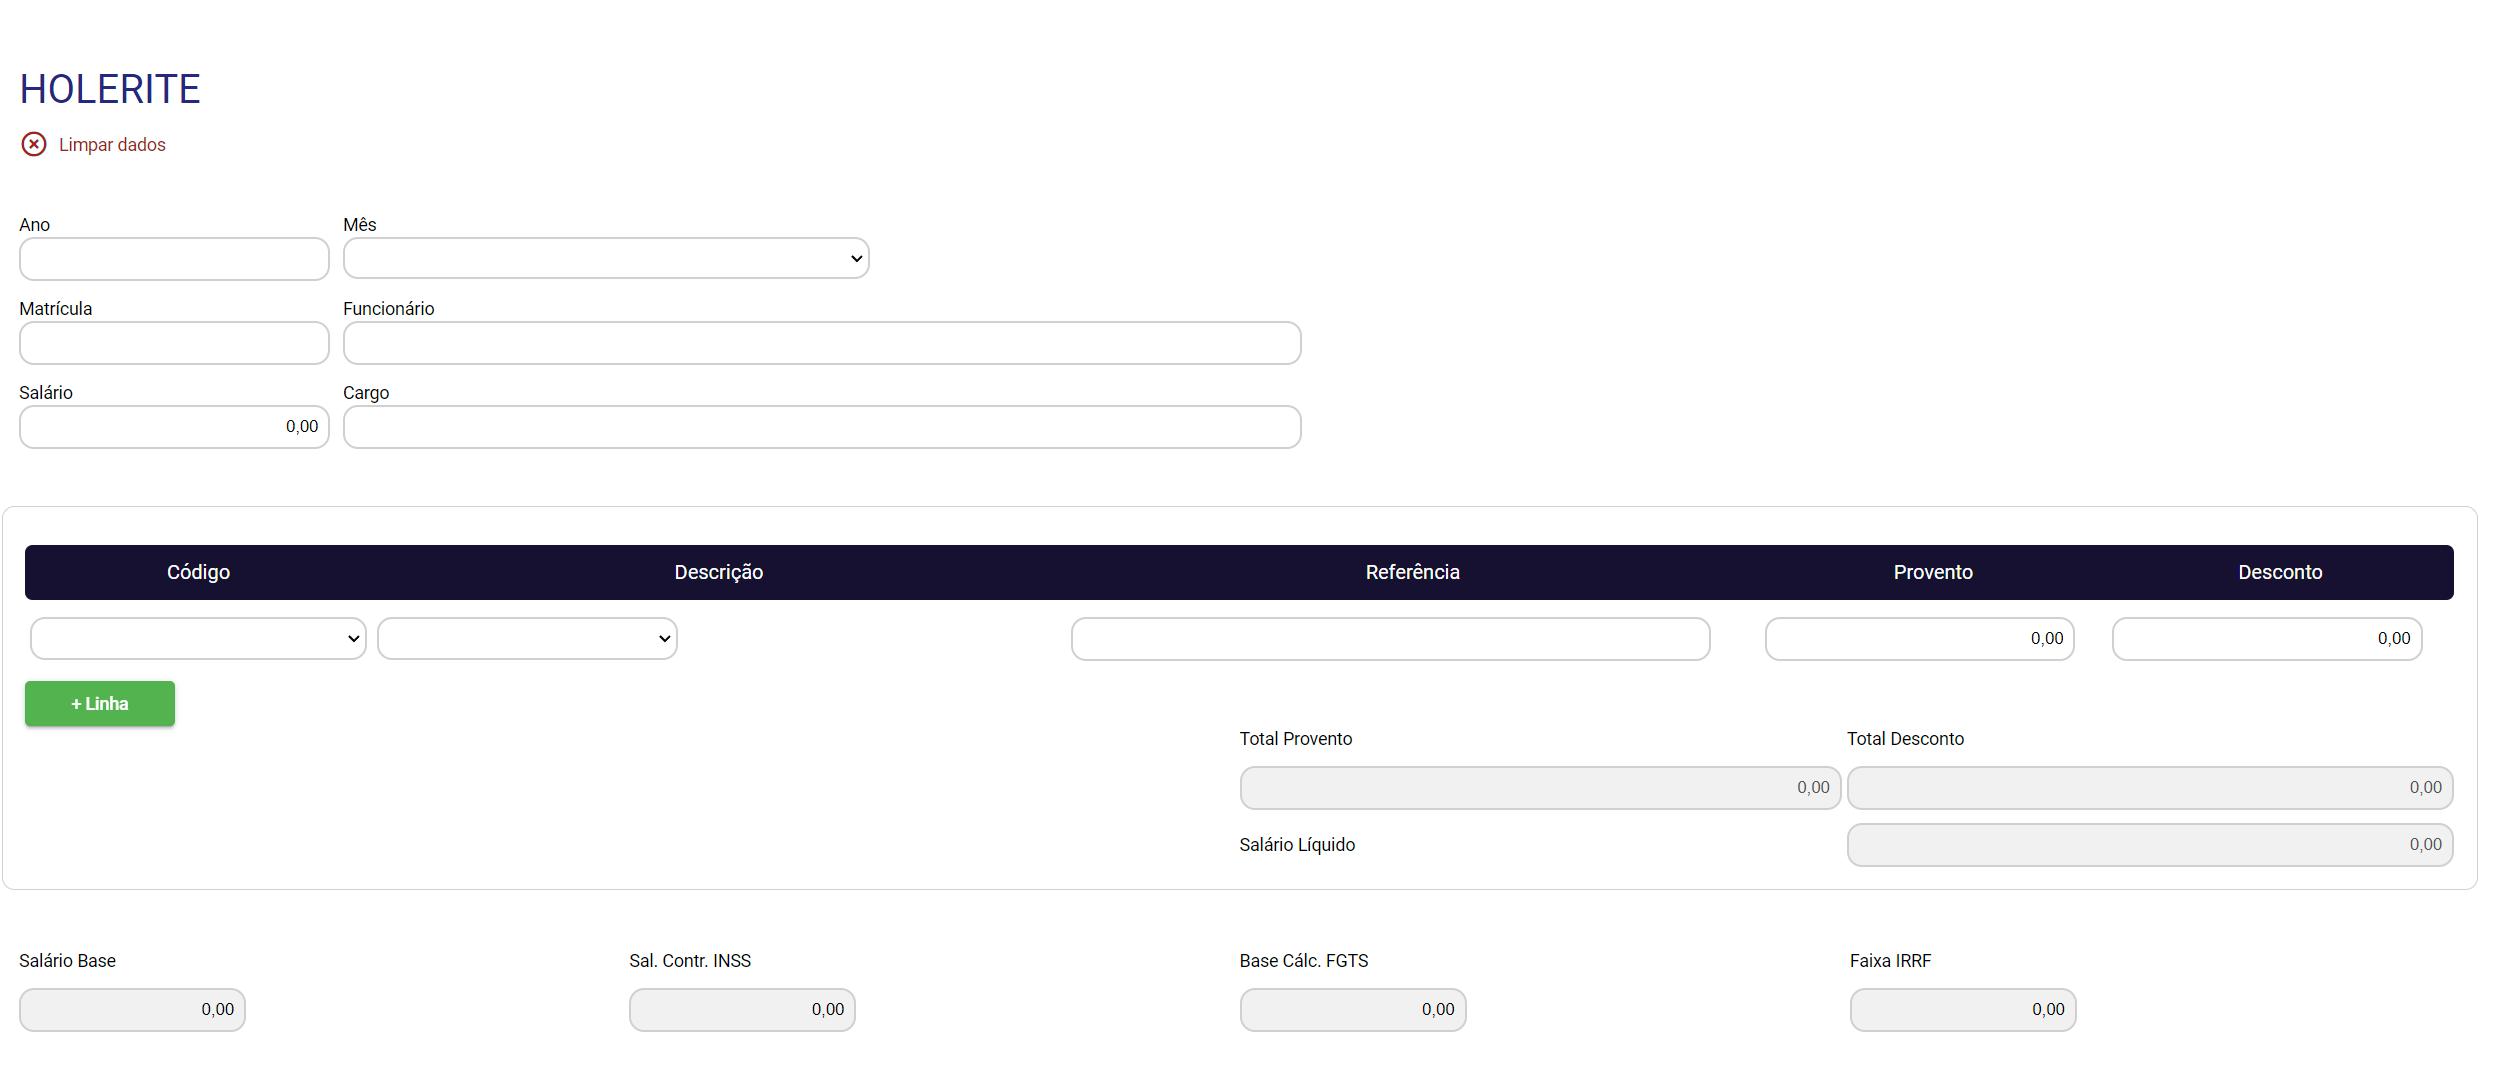 HOLERITE
Limpar dados
Ano Mês
Matrícula Funcionário
Salário Cargo
0,00
Código Descrição Referência Provento Desconto
0,00 0,00
+ Linha
Total Provento Total Desconto
0,00 0,00
Salário Líquido 0,00
Salário Base Sal. Contr. INSS Base Cálc. FGTS Faixa IRRF
0,00 0,00 0,00 0,00